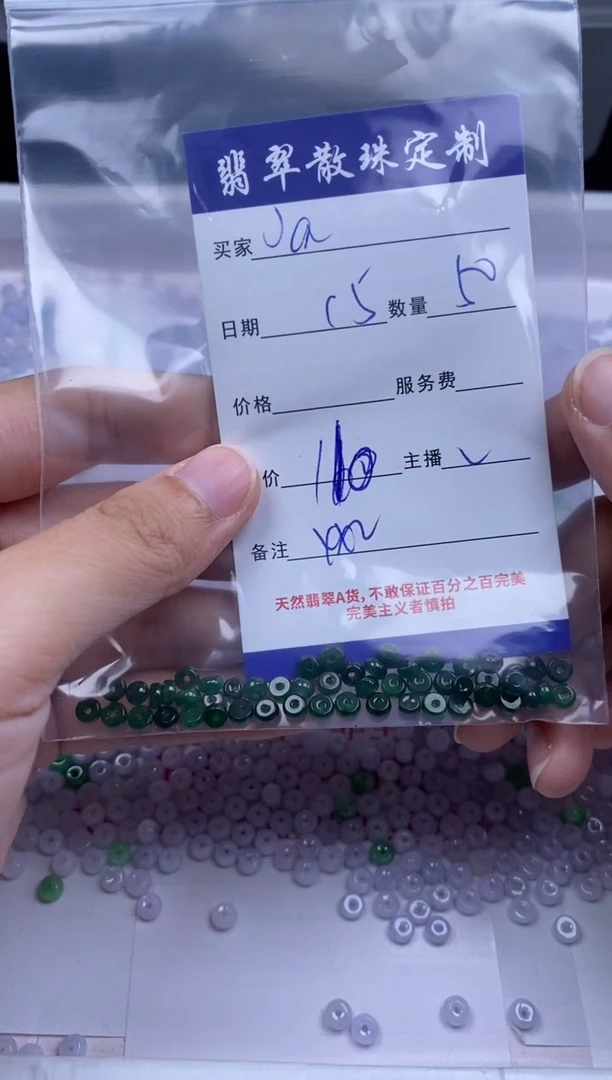 翡翠散珠定制
买家 Ja
日期 15 数量 50
价格 服务费
价 主播
备注
天然翡翠A货,不敢保证百分之百完美
完美主义者慎拍